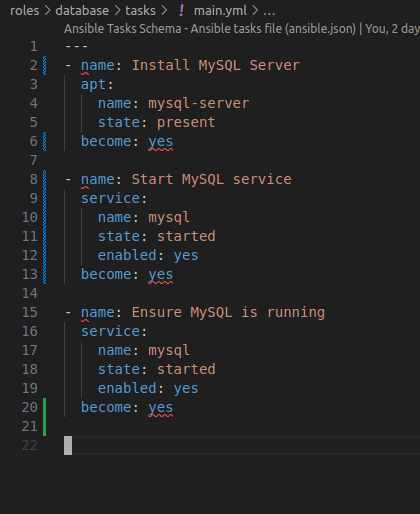 roles > database > tasks > ! main.yml > ...
Ansible Tasks Schema - Ansible tasks file (ansible.json) | You, 2 day
1 ---
2 - name: Install MySQL Server
3   apt:
4     name: mysql-server
5     state: present
6   become: yes
7
8 - name: Start MySQL service
9   service:
10     name: mysql
11     state: started
12     enabled: yes
13   become: yes
14
15 - name: Ensure MySQL is running
16   service:
17     name: mysql
18     state: started
19     enabled: yes
20   become: yes
21
22